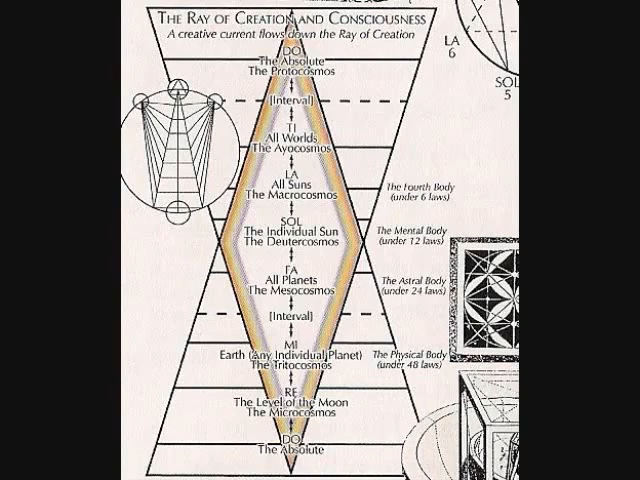 THE RAY OF CREATION AND CONSCIOUSNESS
A creative current flows down the Ray of Creation
LA
6
SOL
5
DO
The Absolute
The Protocosmos
[Interval]
TI
All Worlds
The Ayocosmos
LA
All Suns
The Macrocosmos
The Fourth Body
(under 6 laws)
SOL
The Individual Sun
The Deutercosmos
The Mental Body
(under 12 laws)
FA
All Planets
The Mesocosmos
The Astral Body
(under 24 laws)
[Interval]
MI
Earth (Any Individual Planet)
The Tritocosmos
The Physical Body
(under 48 laws)
RE
The Level of the Moon
The Microcosmos
DO
The Absolute